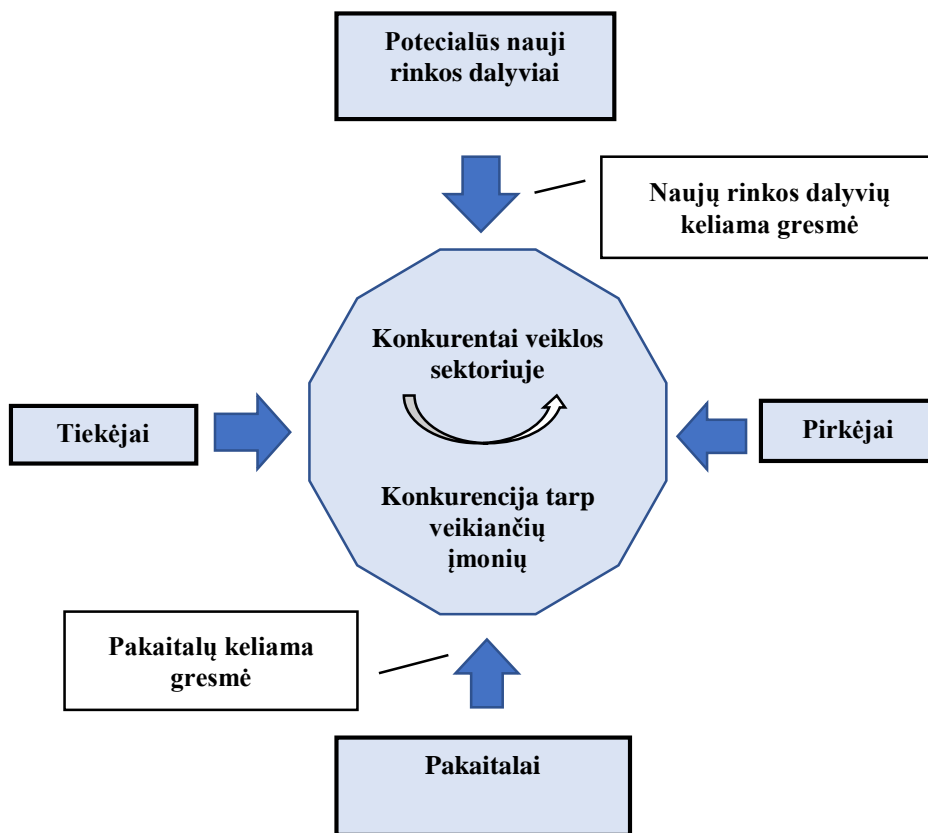 Potecialūs nauji
rinkos dalyviai
Naujų rinkos dalyvių
keliama gresmė
Konkurentai veiklos
sektoriuje
Tiekėjai
Pirkėjai
Konkurencija tarp
veikiančių
įmonių
Pakaitalų keliama
gresmė
Pakaitalai